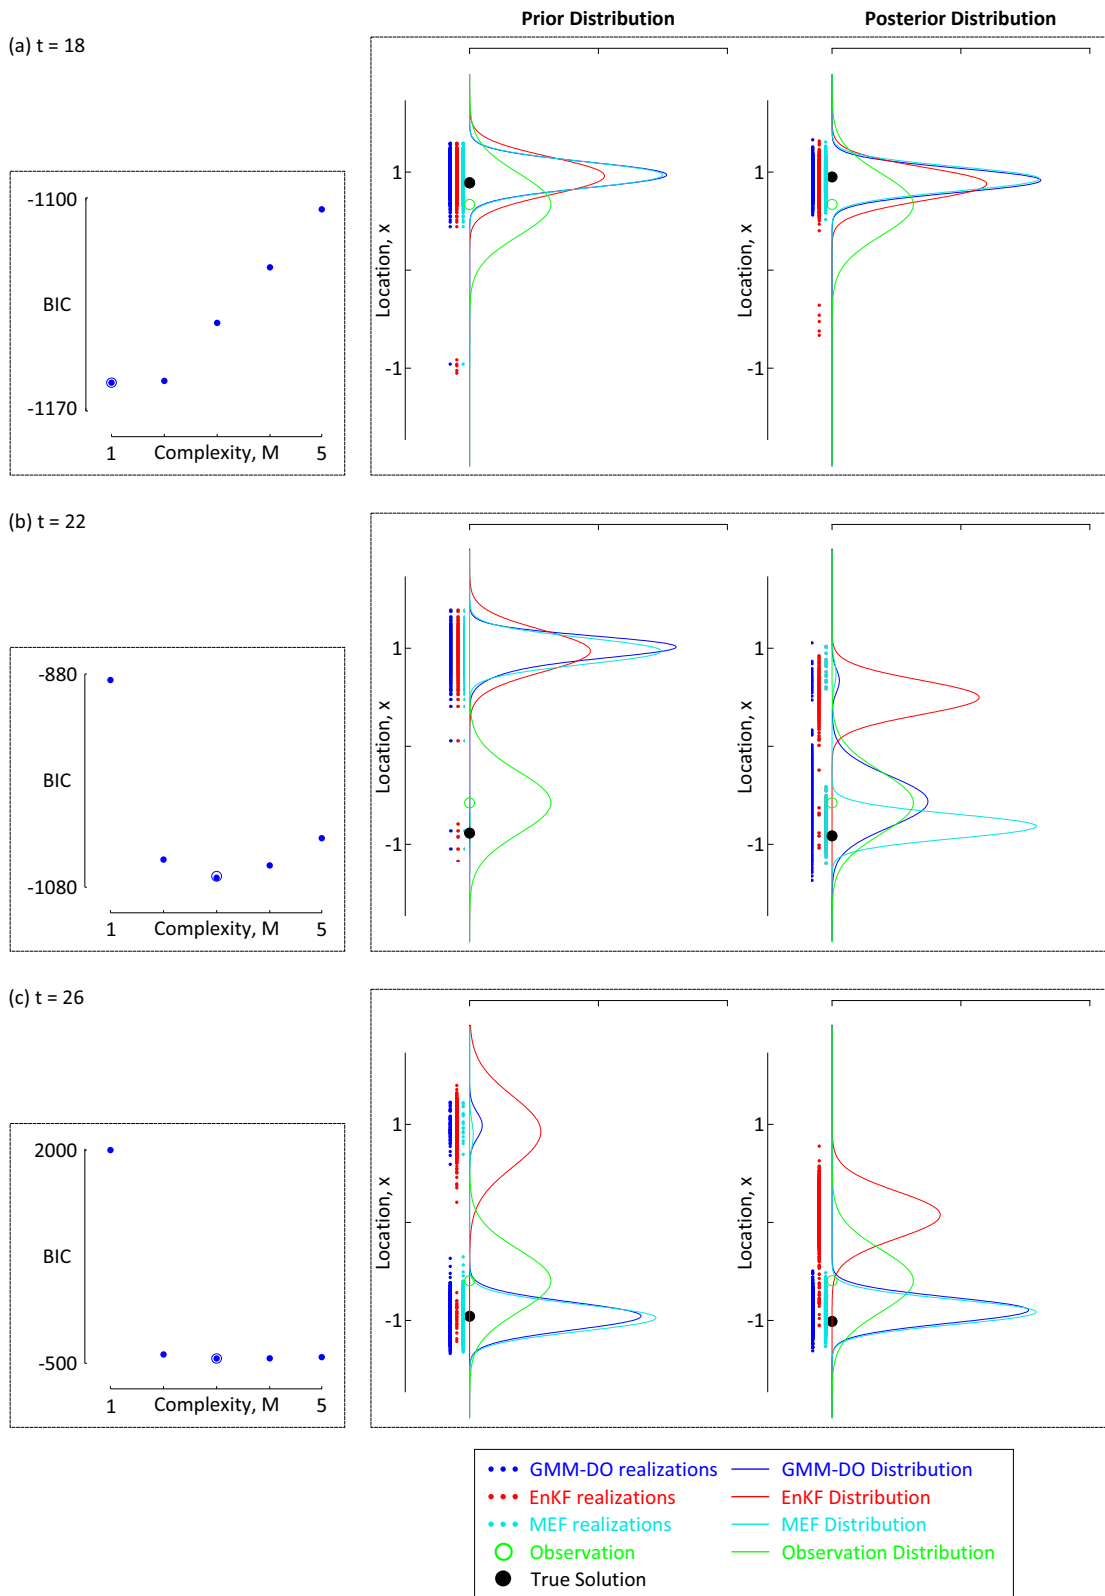 Prior Distribution
Posterior Distribution
(a) t = 18
-1100
BIC
-1170
1
Complexity, M
5
Location, x
1
-1
Location, x
1
-1
(b) t = 22
-880
BIC
-1080
1
Complexity, M
5
Location, x
1
-1
Location, x
1
-1
(c) t = 26
2000
BIC
-500
1
Complexity, M
5
Location, x
1
-1
Location, x
1
-1
GMM-DO realizations
GMM-DO Distribution
EnKF realizations
EnKF Distribution
MEF realizations
MEF Distribution
Observation
Observation Distribution
True Solution